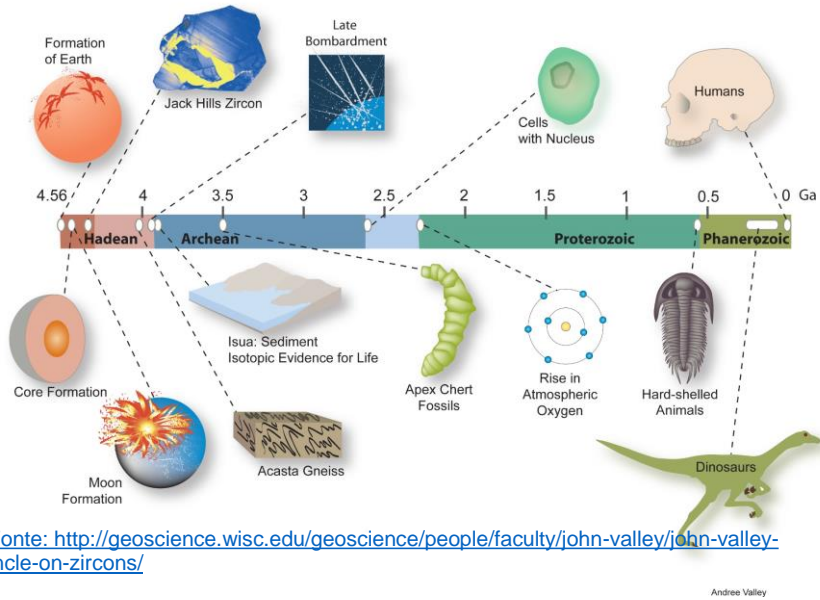 Formation
of Earth
Jack Hills Zircon
Late
Bombardment
Cells
with Nucleus
Humans
4.56 4 3.5 3 2.5 2 1.5 1 0.5 0 Ga
Hadean Archean Proterozoic Phanerozoic
Core Formation
Moon
Formation
Acasta Gneiss
Isua: Sediment
Isotopic Evidence for Life
Apex Chert
Fossils
Rise in
Atmospheric
Oxygen
Hard-shelled
Animals
Dinosaurs
onte: http://geoscience.wisc.edu/geoscience/people/faculty/john-valley/john-valley-
ncle-on-zircons/
Andree Valley